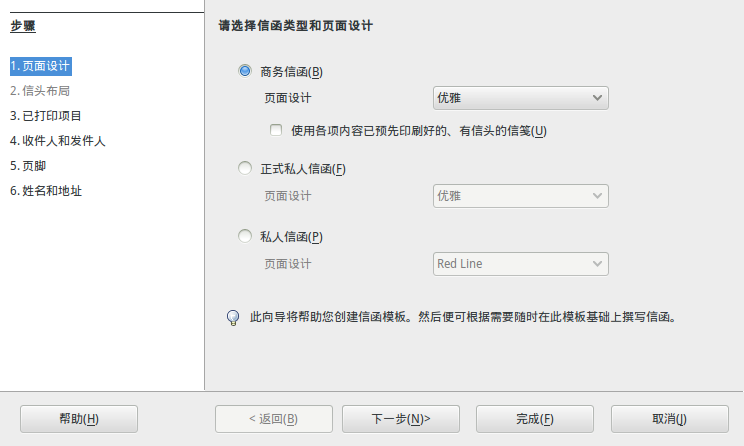 步骤
1. 页面设计
2. 信头布局
3. 已打印项目
4. 收件人和发件人
5. 页脚
6. 姓名和地址
请选择信函类型和页面设计
商务信函(B)
页面设计 优雅
使用各项内容已预先印刷好的、有信头的信笺(U)
正式私人信函(F)
页面设计 优雅
私人信函(P)
页面设计 Red Line
此向导将帮助您创建信函模板。然后便可根据需要随时在此模板基础上撰写信函。
帮助(H) < 返回(B) 下一步(N)> 完成(F) 取消(J)